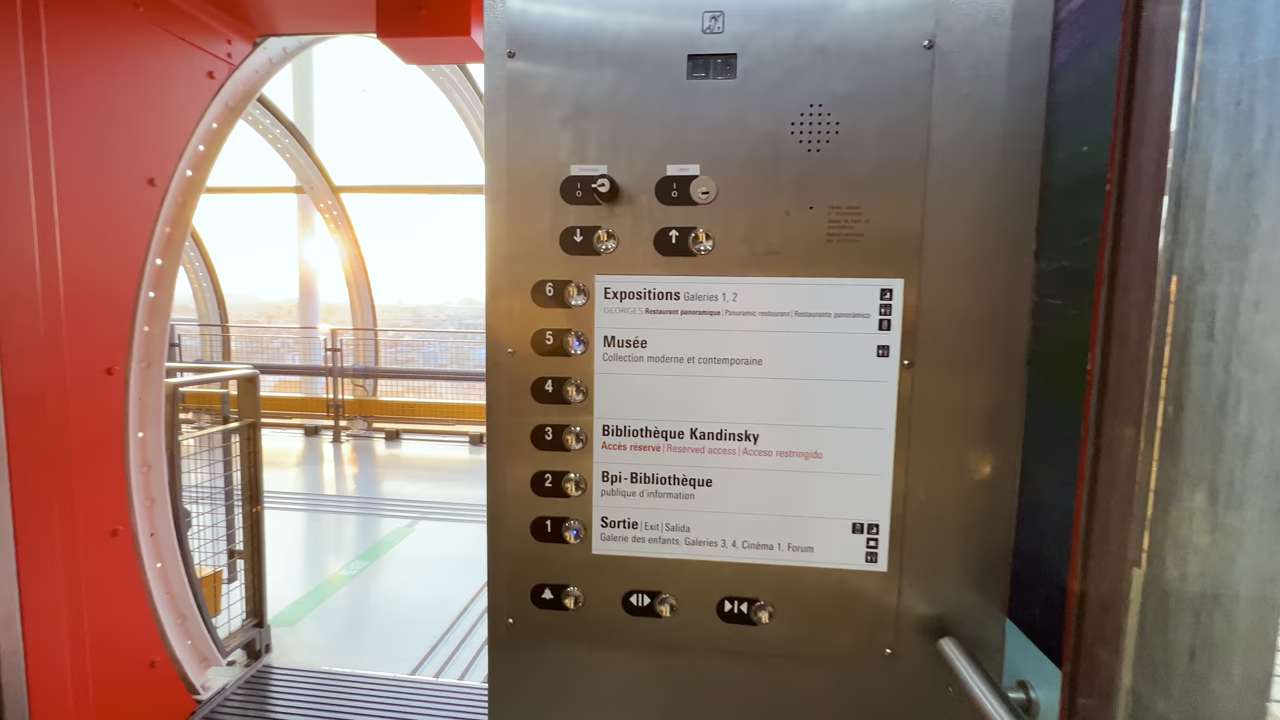 I
O
I
O
↓
↑
6
Expositions Galeries 1, 2
GEORGES Restaurant panoramique | Panoramic restaurant | Restaurante panorámico
5
Musée
Collection moderne et contemporaine
4
3
Bibliothèque Kandinsky
Accès réservé | Reserved access | Acceso restringido
2
Bpi-Bibliothèque
publique d'information
1
Sortie | Exit | Salida
Galerie des enfants, Galeries 3, 4, Cinéma 1, Forum